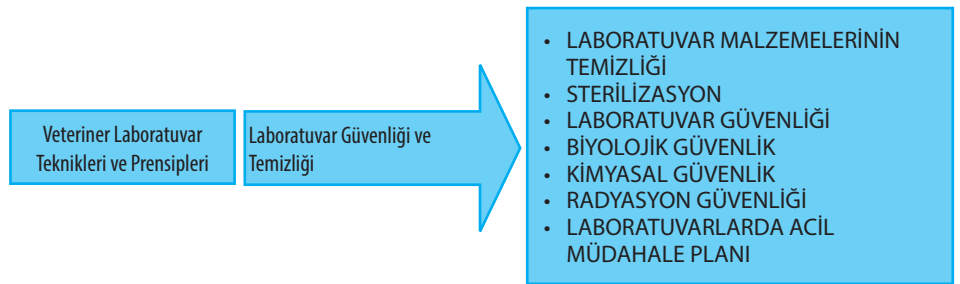 Veteriner Laboratuvar
Teknikleri ve Prensipleri
Laboratuvar Güvenliği ve
Temizliği
• LABORATUVAR MALZEMELERİNİN
TEMİZLİĞİ
• STERİLİZASYON
• LABORATUVAR GÜVENLİĞİ
• BİYOLOJİK GÜVENLİK
• KİMYASAL GÜVENLİK
• RADYASYON GÜVENLİĞİ
• LABORATUVARLARDA ACİL
MÜDAHALE PLANI